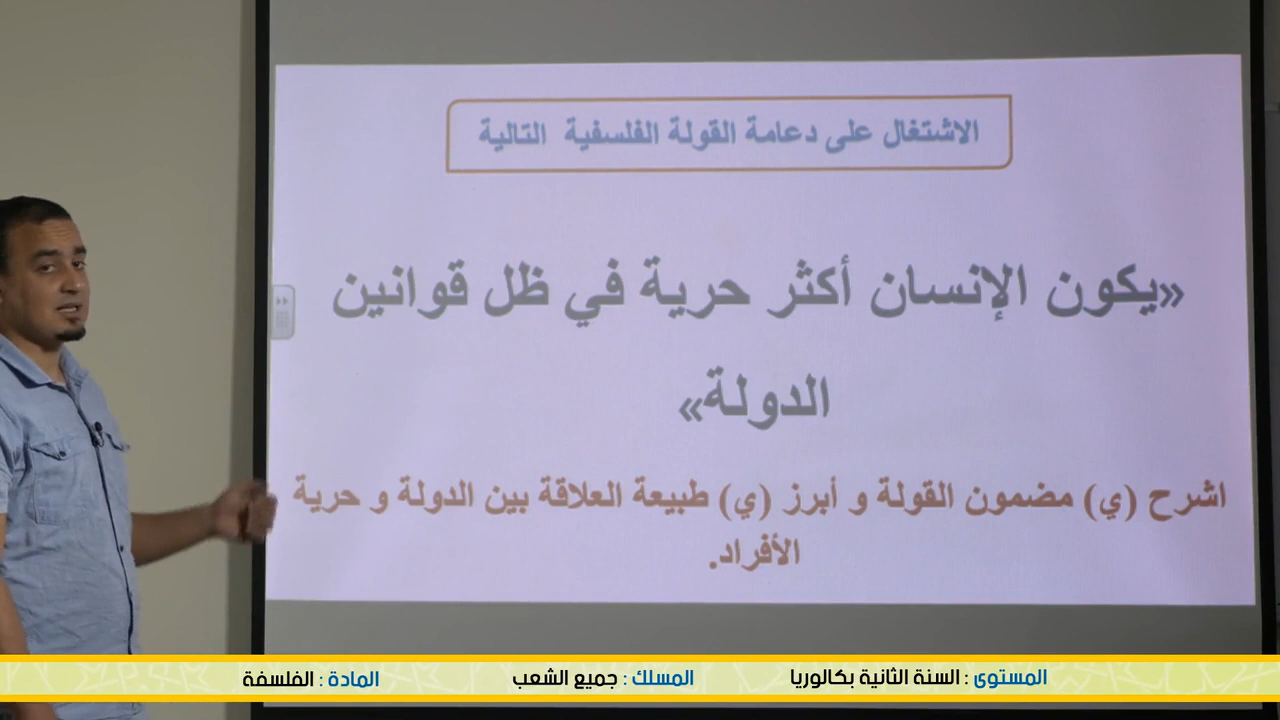 الاشتغال على دعامة القولة الفلسفية التالية
«يكون الإنسان أكثر حرية في ظل قوانين
الدولة»
اشرح (ي) مضمون القولة و أبرز (ي) طبيعة العلاقة بين الدولة و حرية
الأفراد.
المستوى : السنة الثانية بكالوريا المسلك : جميع الشعب المادة : الفلسفة